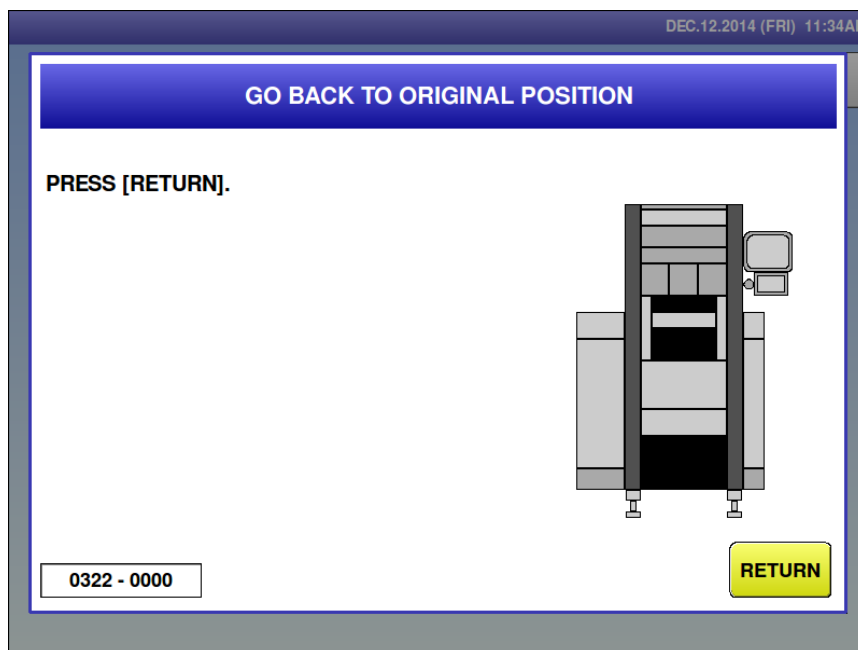 DEC.12.2014 (FRI) 11:34A
GO BACK TO ORIGINAL POSITION
PRESS [RETURN].
0322 - 0000
RETURN